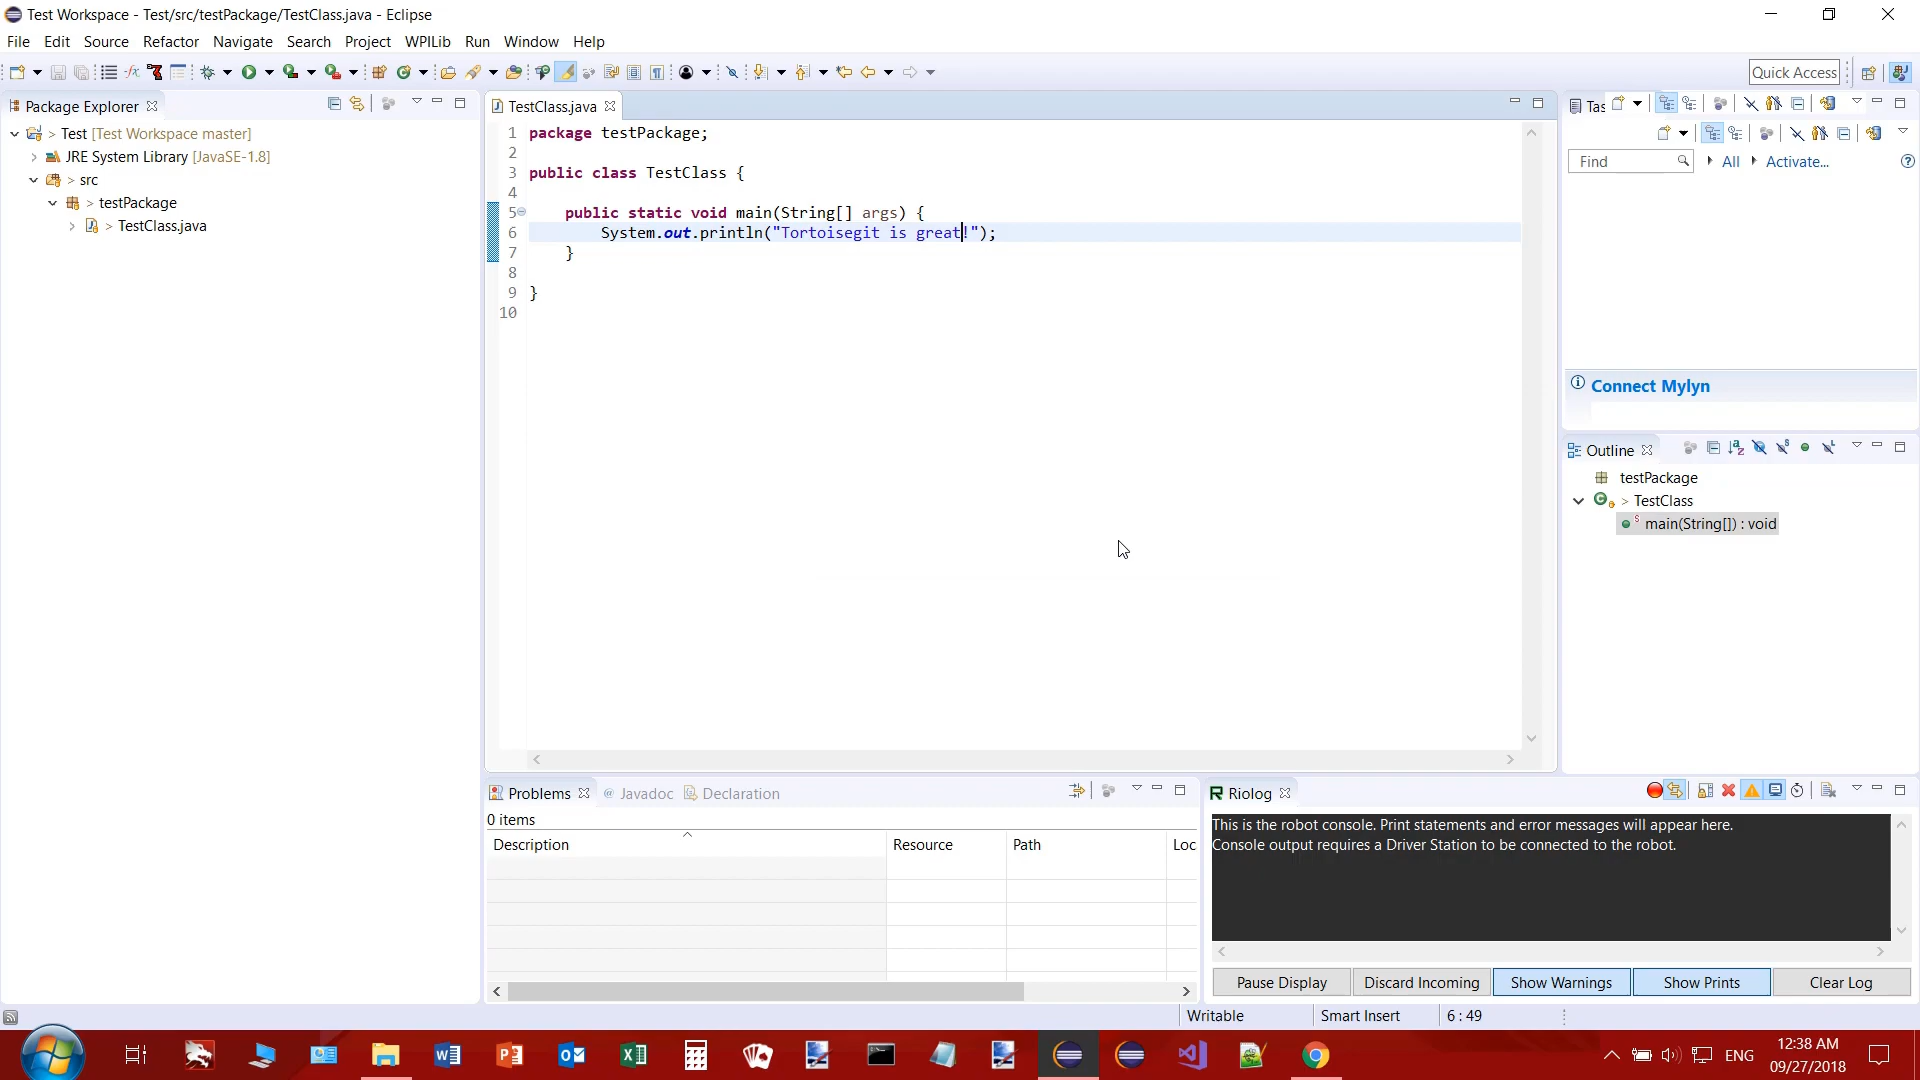 Test Workspace - Test/src/testPackage/TestClass.java - Eclipse
File Edit Source Refactor Navigate Search Project WPILib Run Window Help
Quick Access
Package Explorer
> Test [Test Workspace master]
JRE System Library [JavaSE-1.8]
> src
> testPackage
> TestClass.java
TestClass.java
1 package testPackage;
2
3 public class TestClass {
4
5 public static void main(String[] args) {
6 System.out.println("Tortoisegit is great!");
7 }
8
9 }
10
Tas
Find All Activate...
Connect Mylyn
Outline
testPackage
> TestClass
main(String[]) : void
Problems @ Javadoc Declaration
0 items
Description Resource Path Loc
Riolog
This is the robot console. Print statements and error messages will appear here.
Console output requires a Driver Station to be connected to the robot.
Pause Display Discard Incoming Show Warnings Show Prints Clear Log
Writable Smart Insert 6 : 49
ENG
12:38 AM
09/27/2018